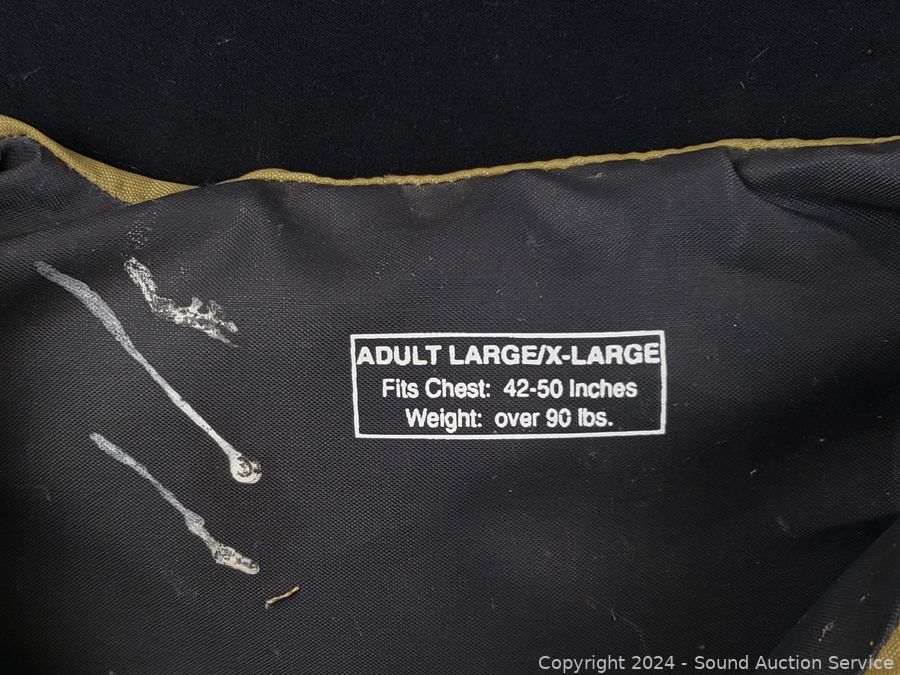 ADULT LARGE/X-LARGE
Fits Chest: 42-50 Inches
Weight: over 90 lbs.
Copyright 2024 - Sound Auction Service